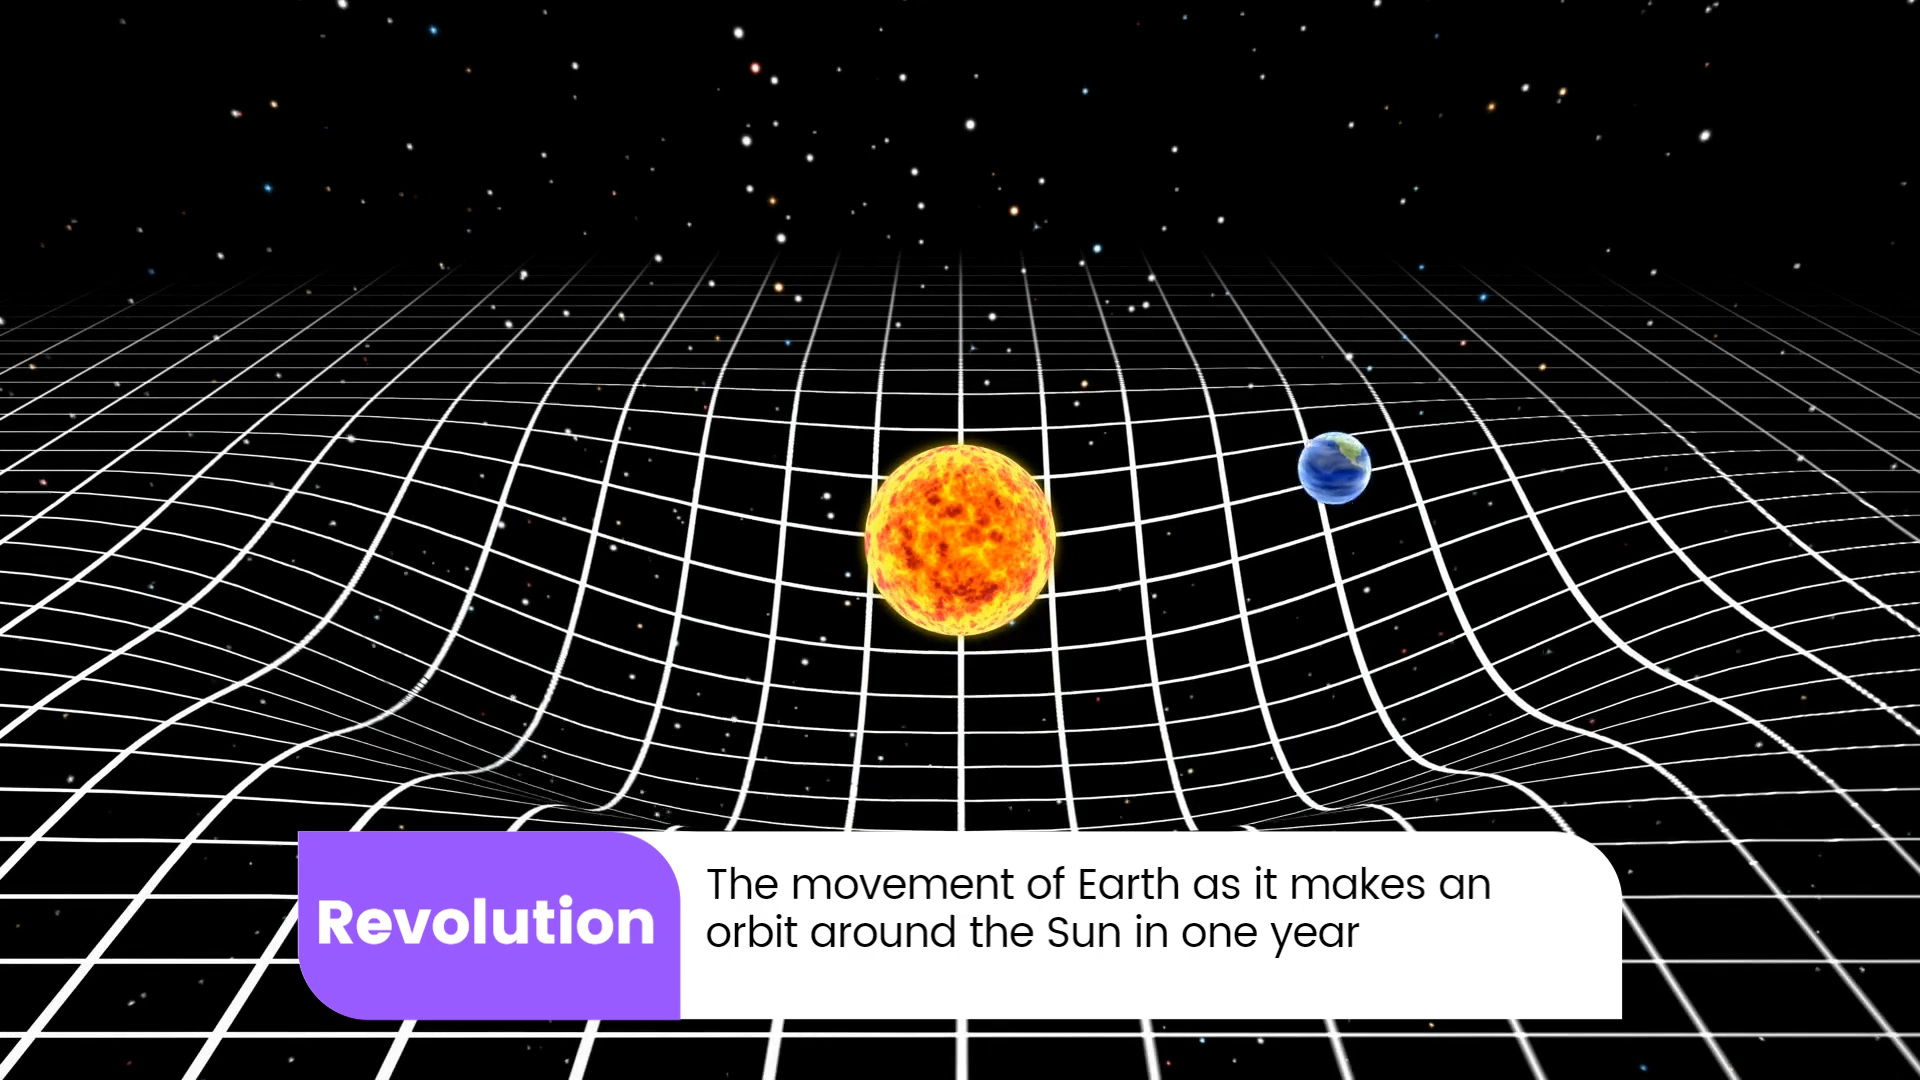 Revolution
The movement of Earth as it makes an
orbit around the Sun in one year